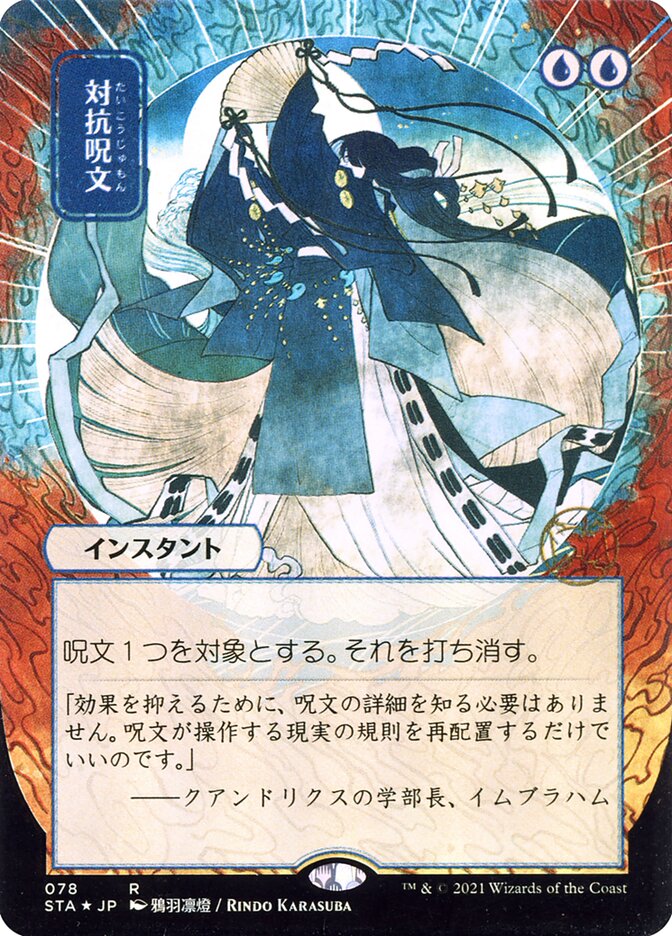 対抗呪文
たいこうじゅもん
インスタント
呪文1つを対象とする。それを打ち消す。
「効果を抑えるために、呪文の詳細を知る必要はありま
せん。呪文が操作する現実の規則を再配置するだけで
いいのです。」
――クアンドリクスの学部長、イムブラハム
078 R
STA ★ JP 鴉羽凛燈 / RINDO KARASUBA
™ & © 2021 Wizards of the Coast